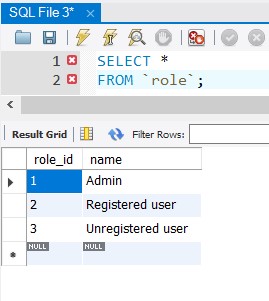 SQL File 3*
1 SELECT *
2 FROM `role`;
Result Grid Filter Rows:
role_id name
1 Admin
2 Registered user
3 Unregistered user
NULL NULL